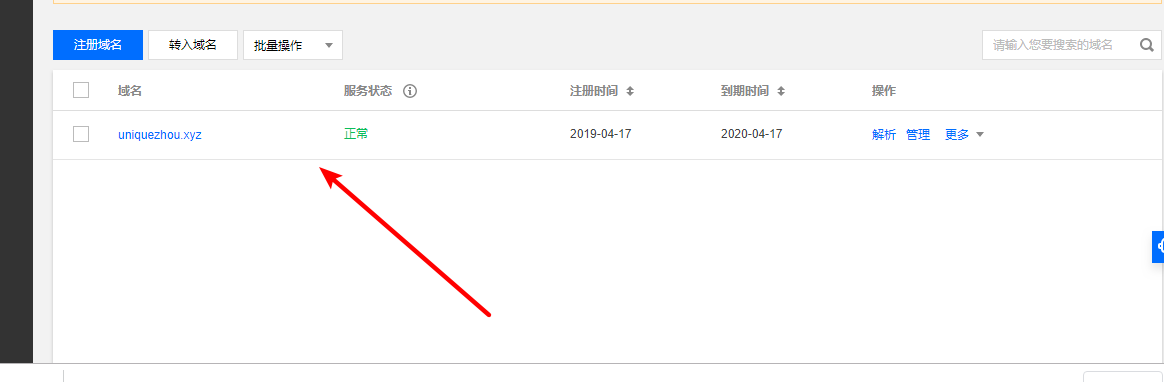 注册域名 转入域名 批量操作 请输入您要搜索的域名
域名 服务状态 注册时间 到期时间 操作
uniquezhou.xyz 正常 2019-04-17 2020-04-17 解析 管理 更多